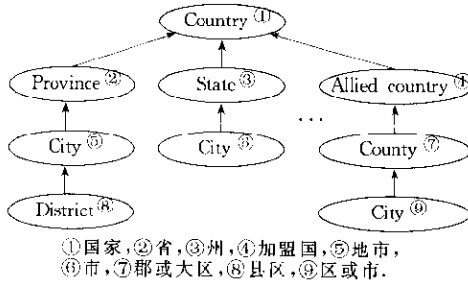 Country ①
Province ② State ③ Allied country ④
City ⑤ City ⑥ ... County ⑦
District ⑧ City ⑨
①国家,②省,③州,④加盟国,⑤地市,
⑥市,⑦郡或大区,⑧县区,⑨区或市.